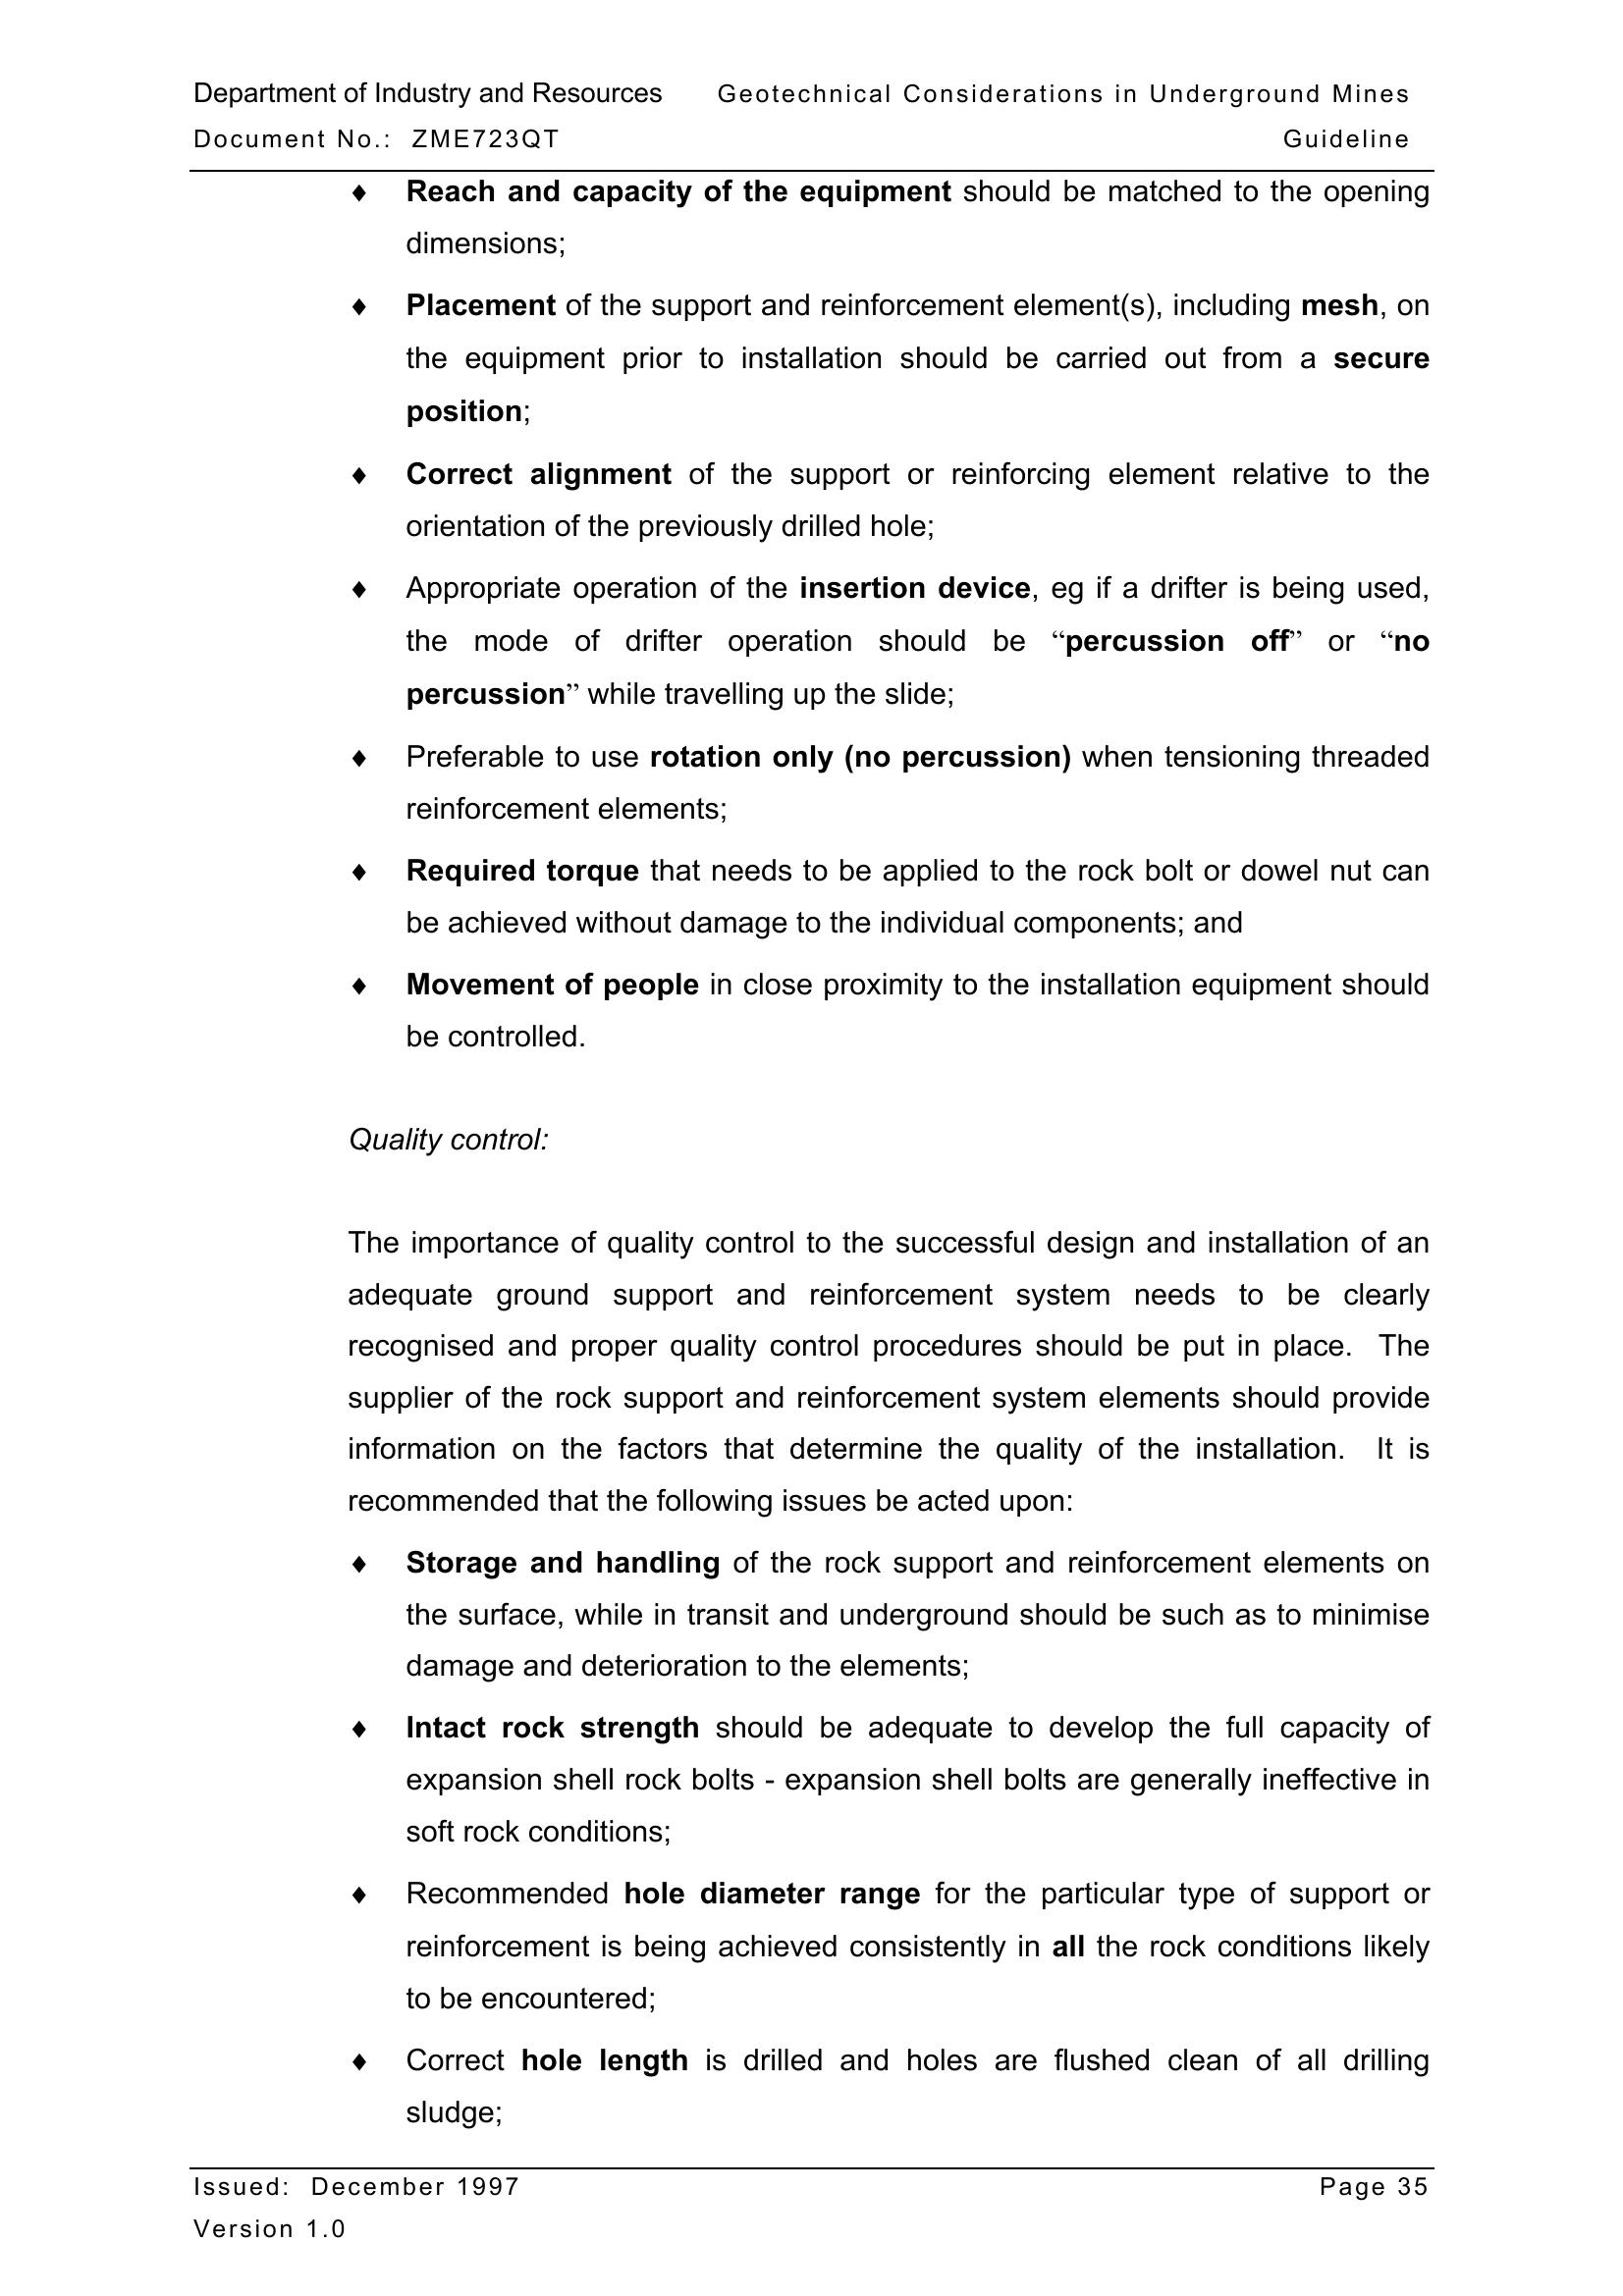 Department of Industry and Resources Geotechnical Considerations in Underground Mines
Document No.: ZME723QT Guideline
♦ Reach and capacity of the equipment should be matched to the opening
dimensions;
♦ Placement of the support and reinforcement element(s), including mesh, on
the equipment prior to installation should be carried out from a secure
position;
♦ Correct alignment of the support or reinforcing element relative to the
orientation of the previously drilled hole;
♦ Appropriate operation of the insertion device, eg if a drifter is being used,
the mode of drifter operation should be “percussion off” or “no
percussion” while travelling up the slide;
♦ Preferable to use rotation only (no percussion) when tensioning threaded
reinforcement elements;
♦ Required torque that needs to be applied to the rock bolt or dowel nut can
be achieved without damage to the individual components; and
♦ Movement of people in close proximity to the installation equipment should
be controlled.
Quality control:
The importance of quality control to the successful design and installation of an
adequate ground support and reinforcement system needs to be clearly
recognised and proper quality control procedures should be put in place. The
supplier of the rock support and reinforcement system elements should provide
information on the factors that determine the quality of the installation. It is
recommended that the following issues be acted upon:
♦ Storage and handling of the rock support and reinforcement elements on
the surface, while in transit and underground should be such as to minimise
damage and deterioration to the elements;
♦ Intact rock strength should be adequate to develop the full capacity of
expansion shell rock bolts - expansion shell bolts are generally ineffective in
soft rock conditions;
♦ Recommended hole diameter range for the particular type of support or
reinforcement is being achieved consistently in all the rock conditions likely
to be encountered;
♦ Correct hole length is drilled and holes are flushed clean of all drilling
sludge;
Issued: December 1997 Page 35
Version 1.0